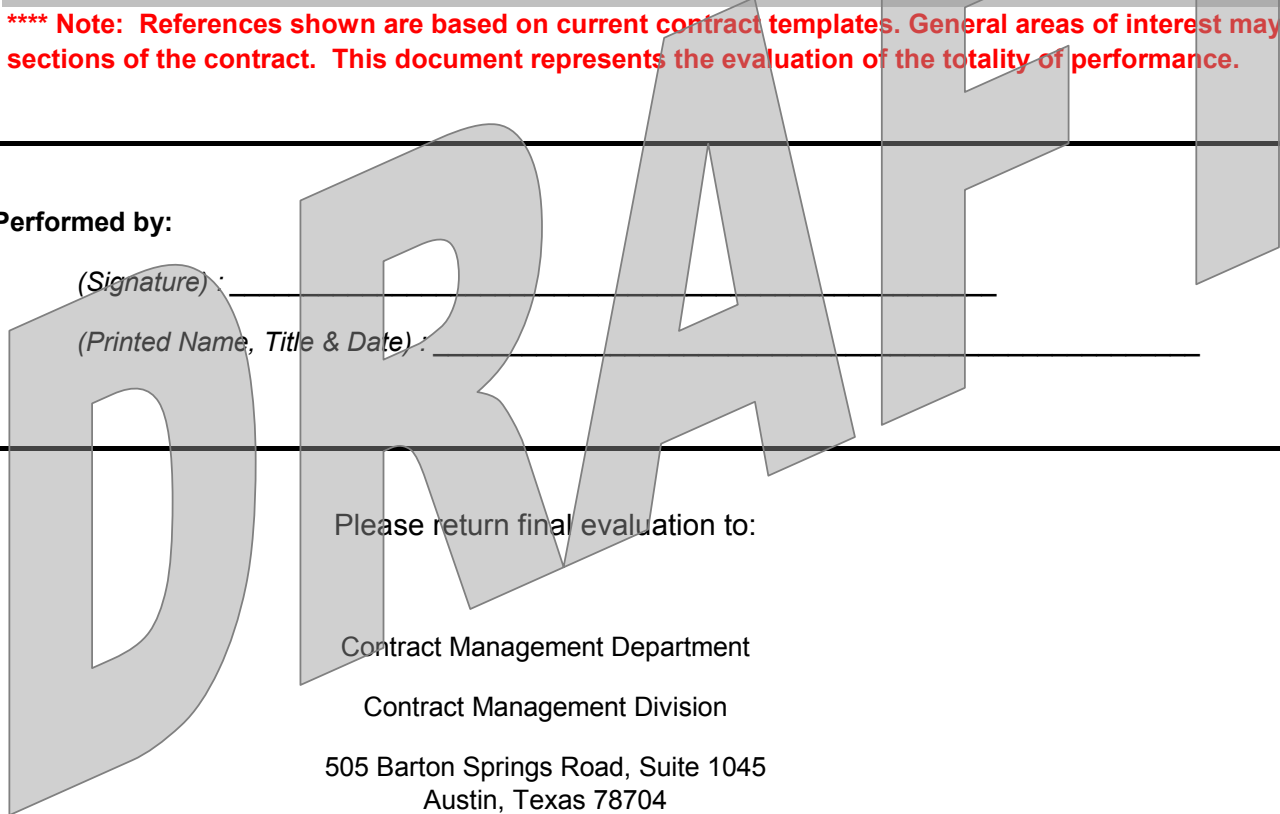 **** Note:  References shown are based on current contract templates. General areas of interest may
sections of the contract.  This document represents the evaluation of the totality of performance.
Performed by:
(Signature) : ____________________________________________________
(Printed Name, Title & Date) : ____________________________________________________
Please return final evaluation to:
Contract Management Department
Contract Management Division
505 Barton Springs Road, Suite 1045
Austin, Texas 78704
DRAFT